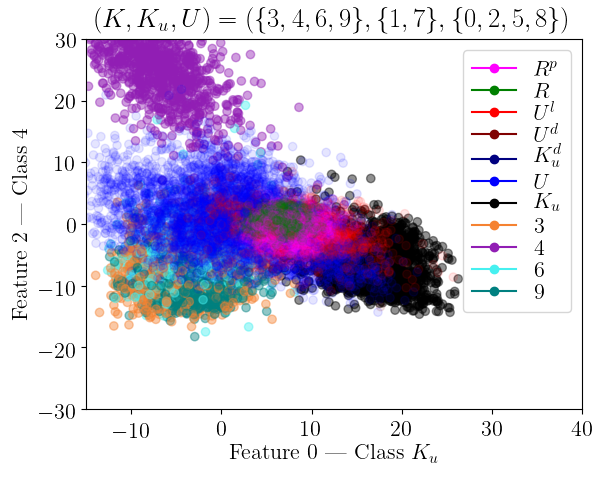 (K, K_u, U) = ({3, 4, 6, 9}, {1, 7}, {0, 2, 5, 8})
30
20
10
0
−10
−20
−30
Feature 2 — Class 4
−10
0
10
20
30
40
Feature 0 — Class K_u
R^p
R
U^l
U^d
K_u^d
U
K_u
3
4
6
9